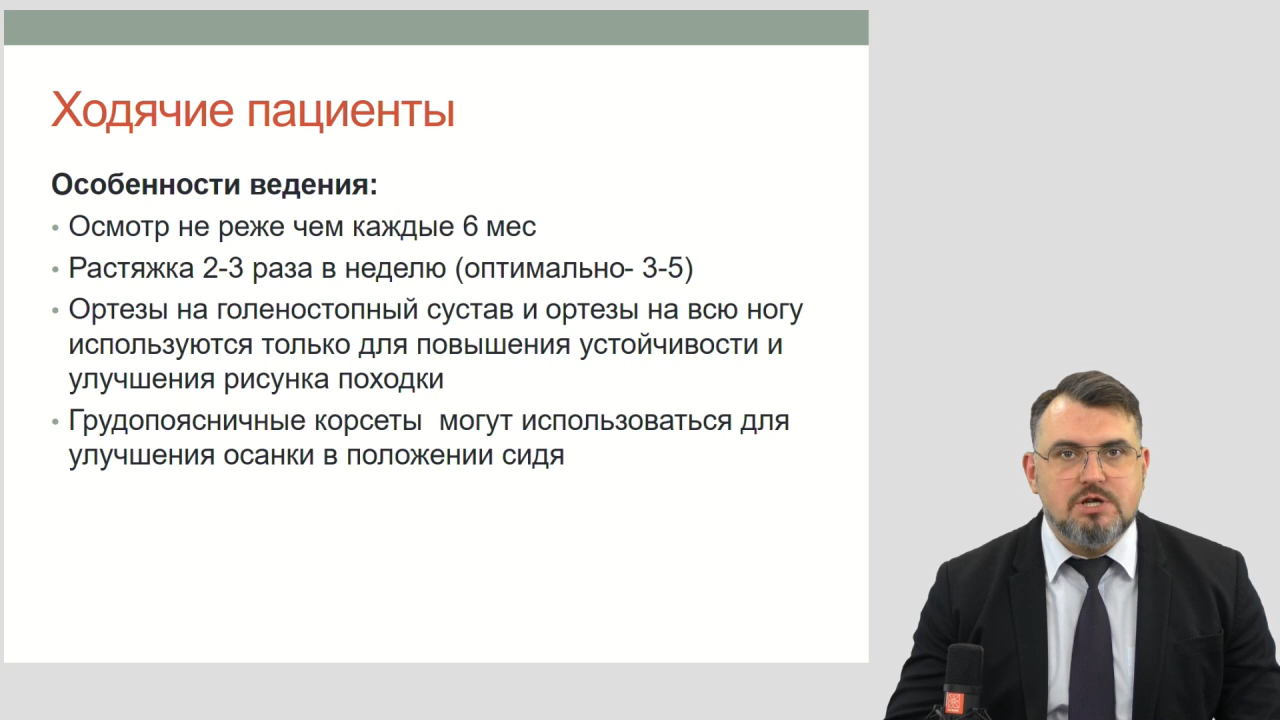 Ходячие пациенты
Особенности ведения:
• Осмотр не реже чем каждые 6 мес
• Растяжка 2-3 раза в неделю (оптимально- 3-5)
• Ортезы на голеностопный сустав и ортезы на всю ногу
используются только для повышения устойчивости и
улучшения рисунка походки
• Грудопоясничные корсеты  могут использоваться для
улучшения осанки в положении сидя